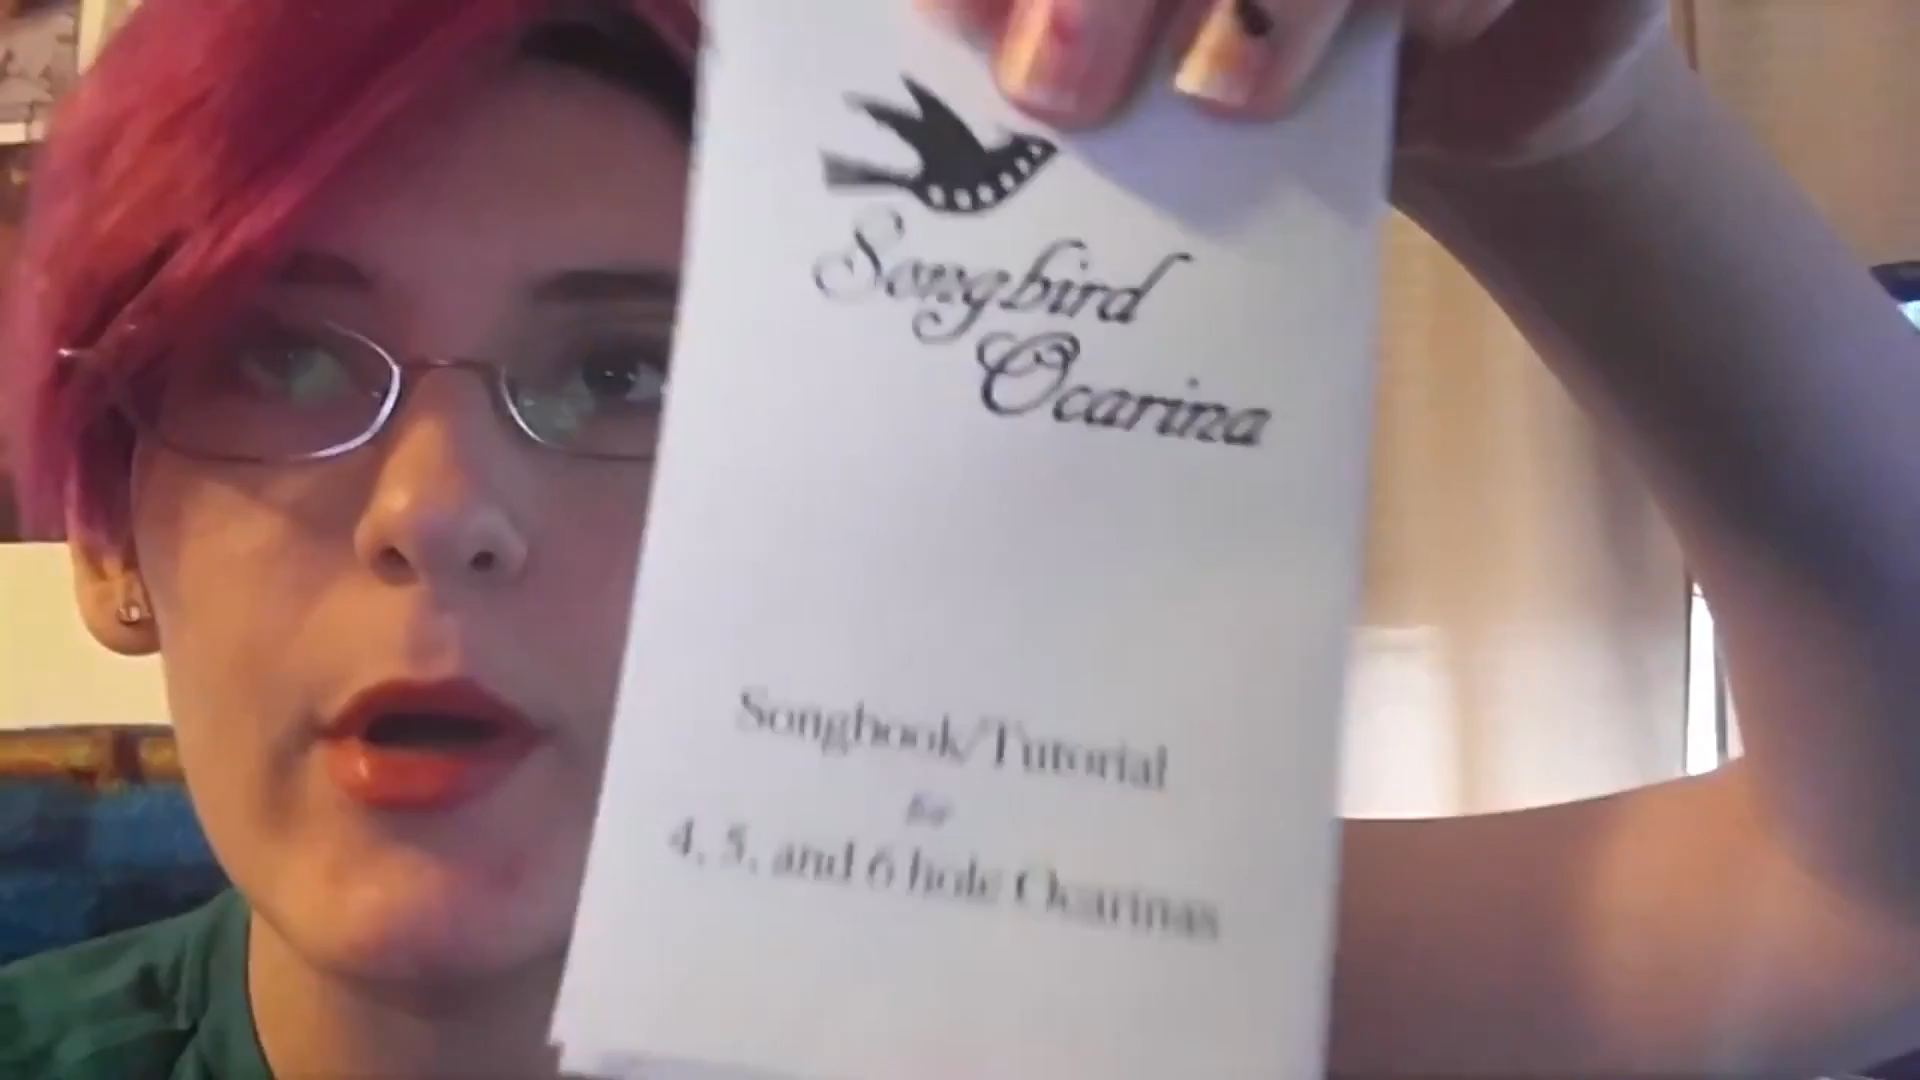 Songbird
Ocarina
Songbook/Tutorial
for
4, 5, and 6 hole Ocarinas